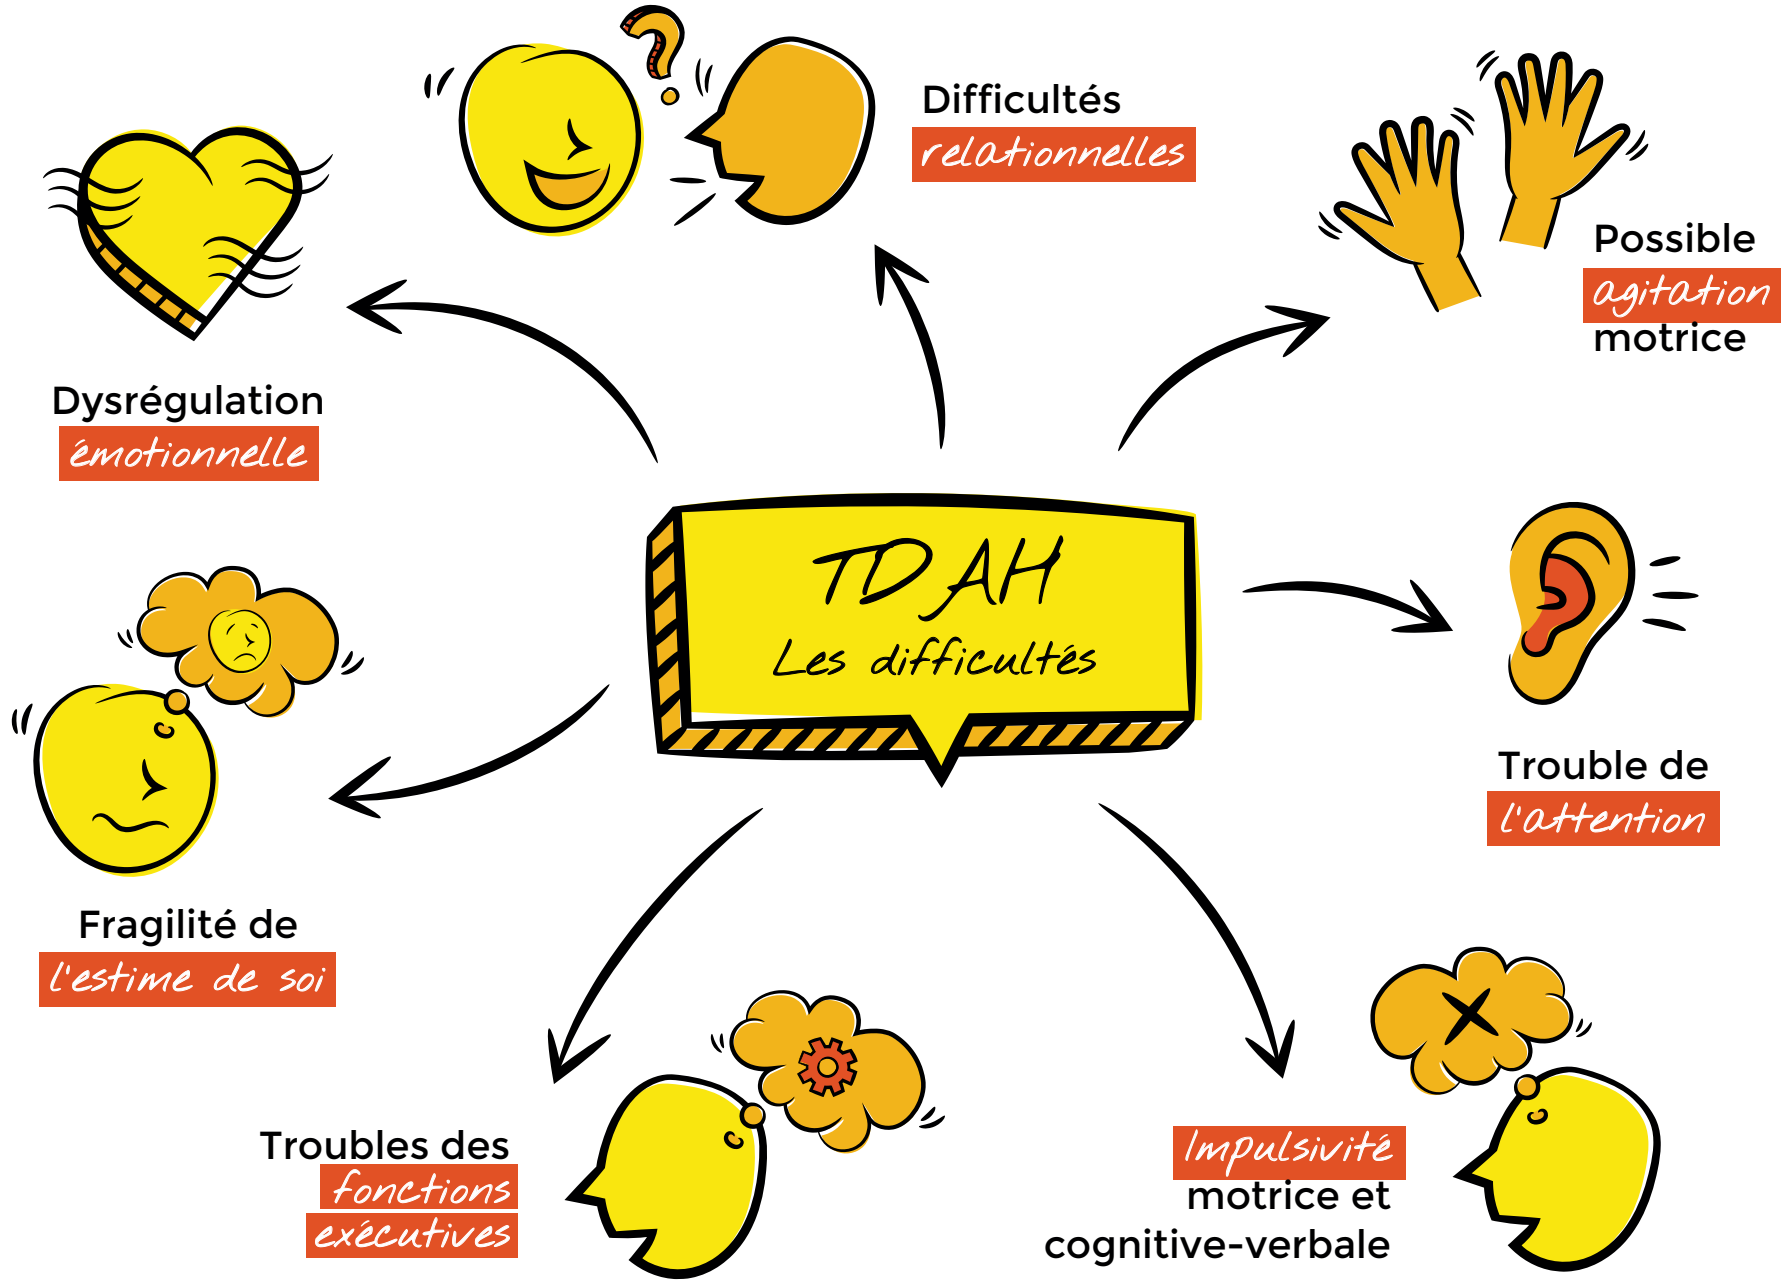 Difficultés
relationnelles
Possible
agitation
motrice
Dysrégulation
émotionnelle
TDAH
Les difficultés
Trouble de
l'attention
Fragilité de
l'estime de soi
Troubles des
fonctions
exécutives
Impulsivité
motrice et
cognitive-verbale